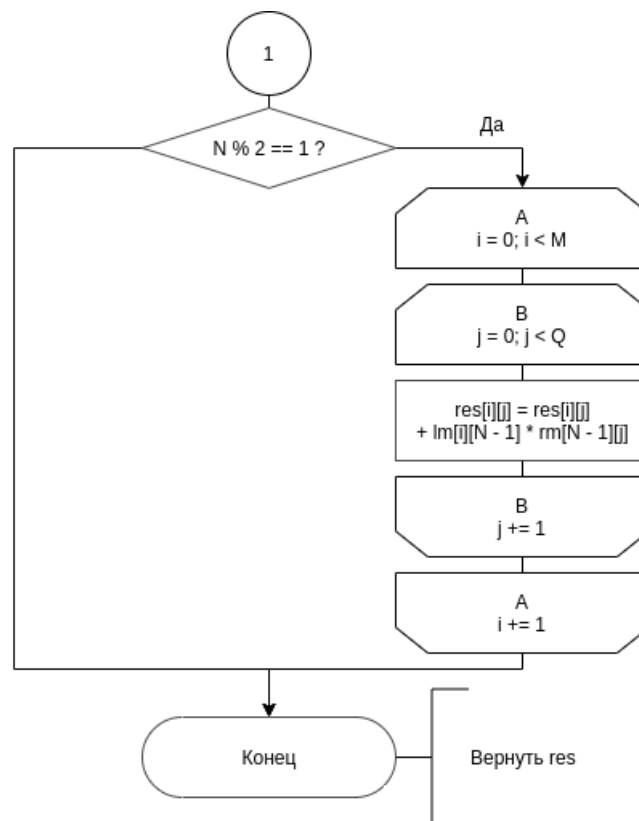 1
N % 2 == 1 ?
Да
A
i = 0; i < M
B
j = 0; j < Q
res[i][j] = res[i][j]
+ lm[i][N - 1] * rm[N - 1][j]
B
j += 1
A
i += 1
Конец
Вернуть res